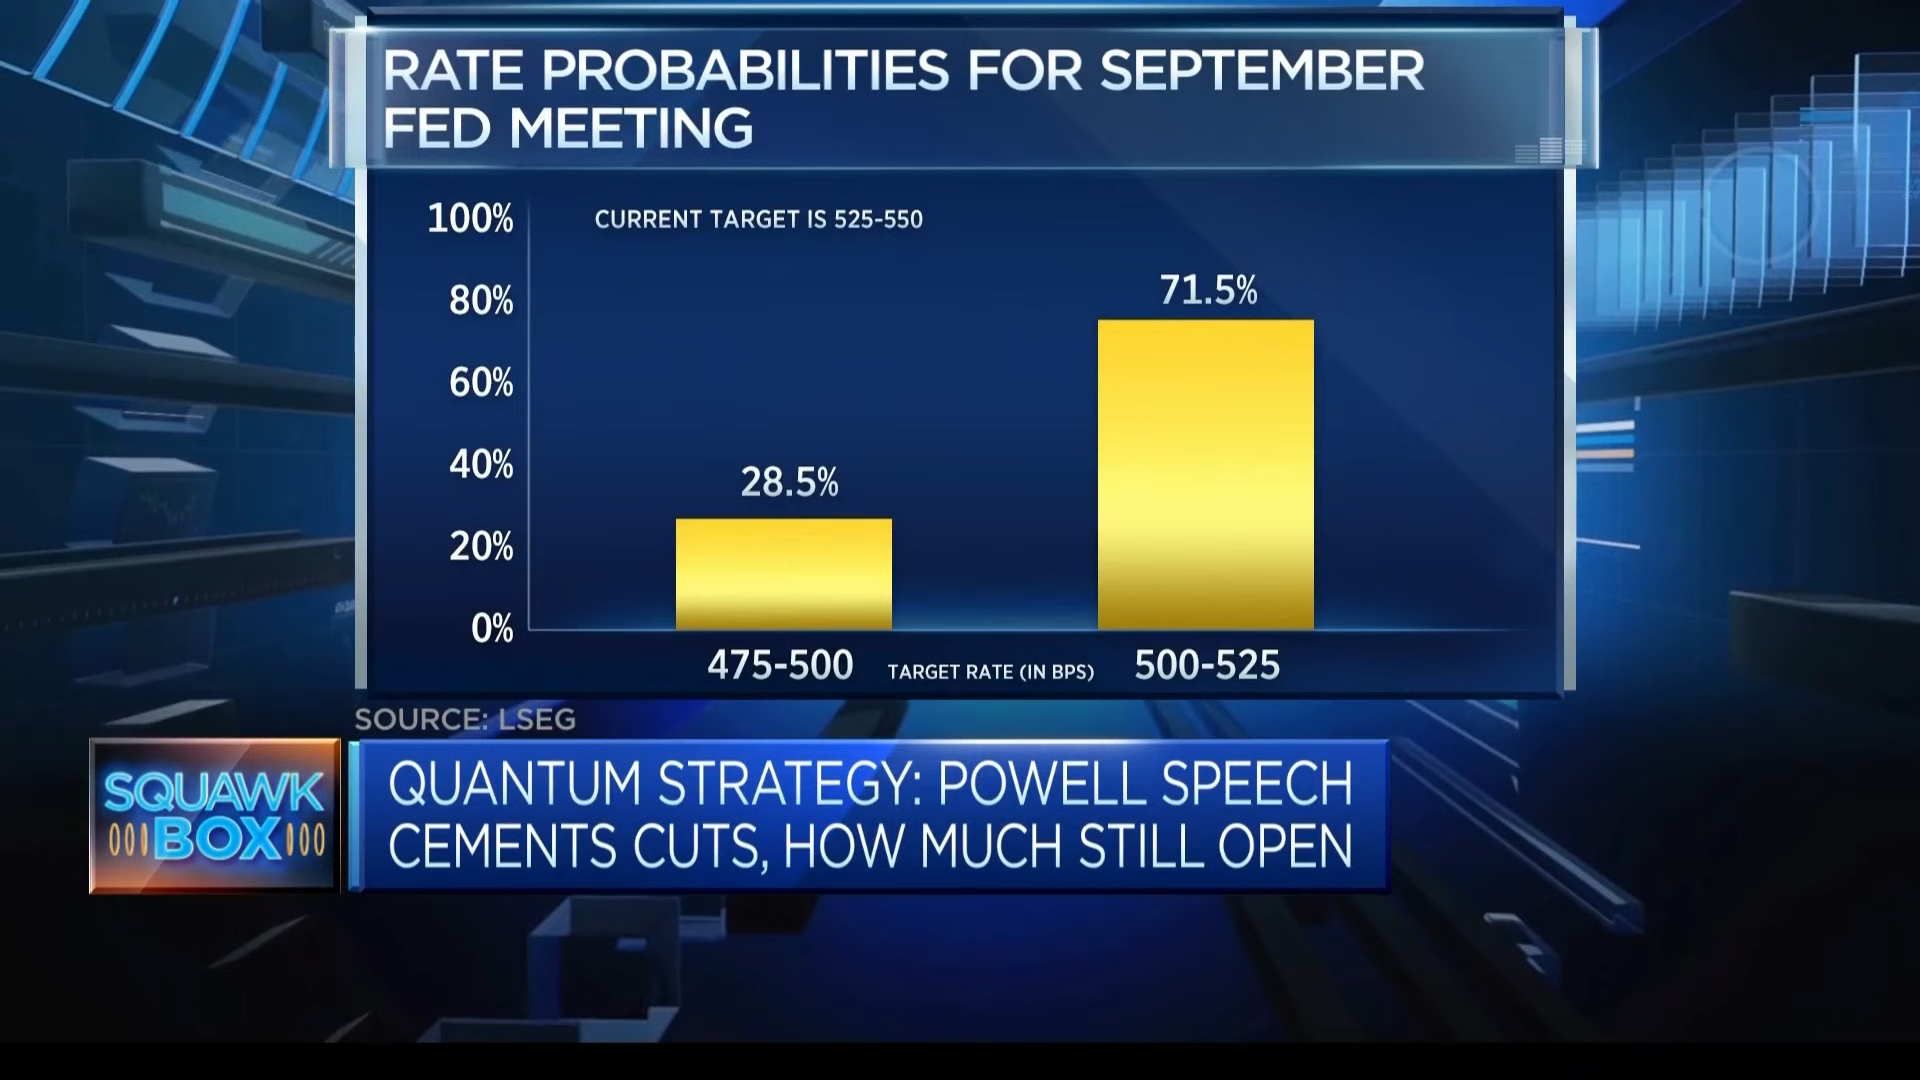 RATE PROBABILITIES FOR SEPTEMBER
FED MEETING
CURRENT TARGET IS 525-550
100%
80%
60%
40%
20%
0%
28.5%
71.5%
475-500
TARGET RATE (IN BPS)
500-525
SOURCE: LSEG
SQUAWK
BOX
QUANTUM STRATEGY: POWELL SPEECH
CEMENTS CUTS, HOW MUCH STILL OPEN